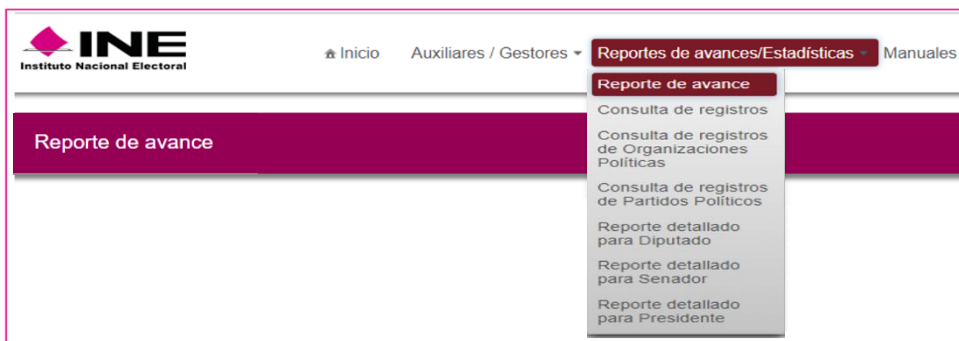 INE
Instituto Nacional Electoral
Inicio
Auxiliares / Gestores
Reportes de avances/Estadísticas
Manuales
Reporte de avance
Consulta de registros
Consulta de registros
de Organizaciones
Políticas
Consulta de registros
de Partidos Políticos
Reporte detallado
para Diputado
Reporte detallado
para Senador
Reporte detallado
para Presidente
Reporte de avance